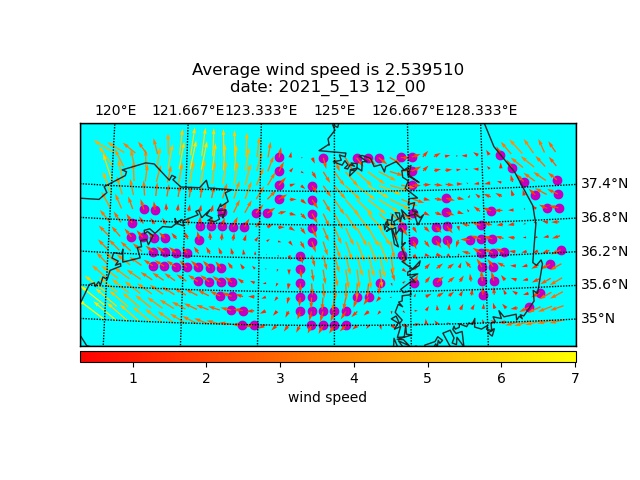 Average wind speed is 2.539510
date: 2021_5_13 12_00
120°E 121.667°E 123.333°E 125°E 126.667°E 128.333°E
37.4°N
36.8°N
36.2°N
35.6°N
35°N
1 2 3 4 5 6 7
wind speed